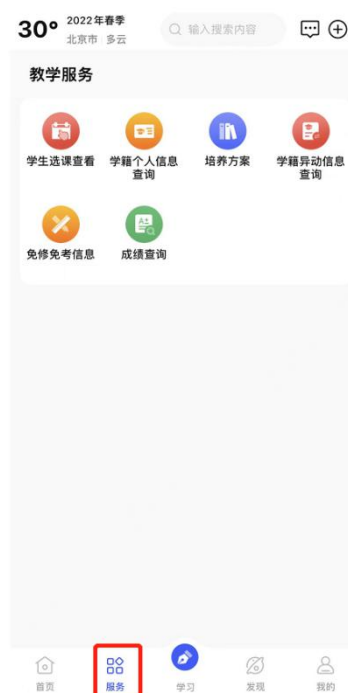 30° 2022年春季
北京市 多云
输入搜索内容
教学服务
学生选课查看 学籍个人信息 培养方案 学籍异动信息
查询 查询
免修免考信息 成绩查询
首页 服务 学习 发现 我的